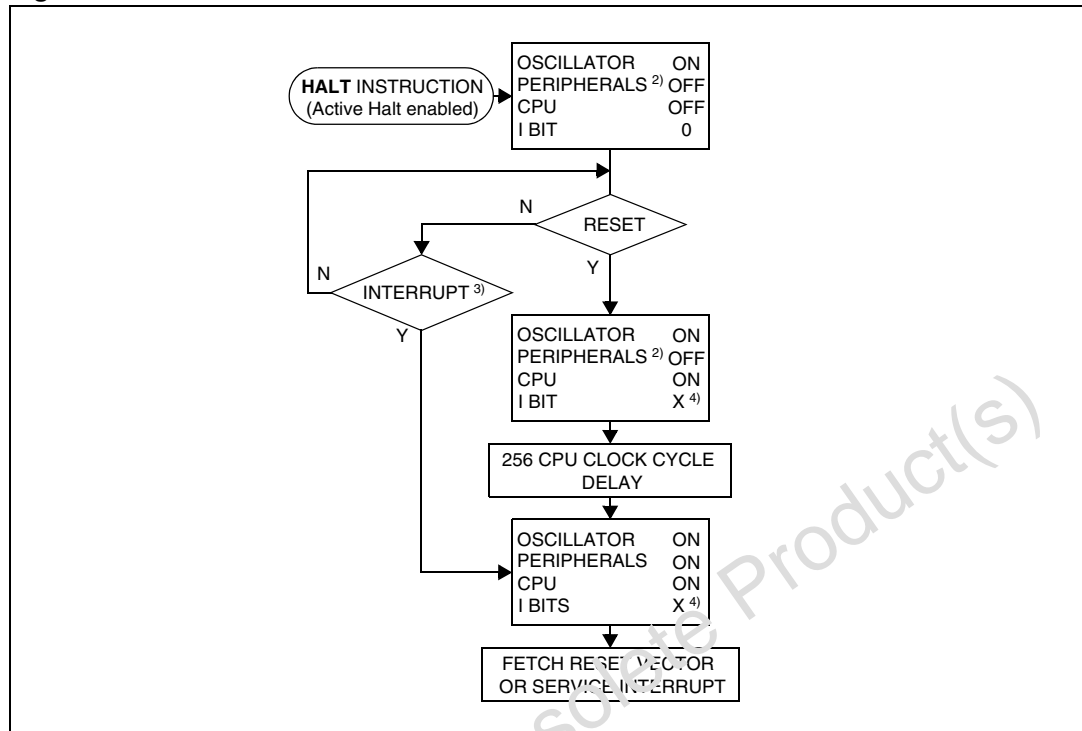 HALT INSTRUCTION
(Active Halt enabled)
OSCILLATOR ON
PERIPHERALS 2) OFF
CPU OFF
I BIT 0
N
RESET
Y
N
INTERRUPT 3)
Y
OSCILLATOR ON
PERIPHERALS 2) OFF
CPU ON
I BIT X 4)
256 CPU CLOCK CYCLE
DELAY
OSCILLATOR ON
PERIPHERALS ON
CPU ON
I BITS X 4)
FETCH RESET VECTOR
OR SERVICE INTERRUPT
solete Product(s)